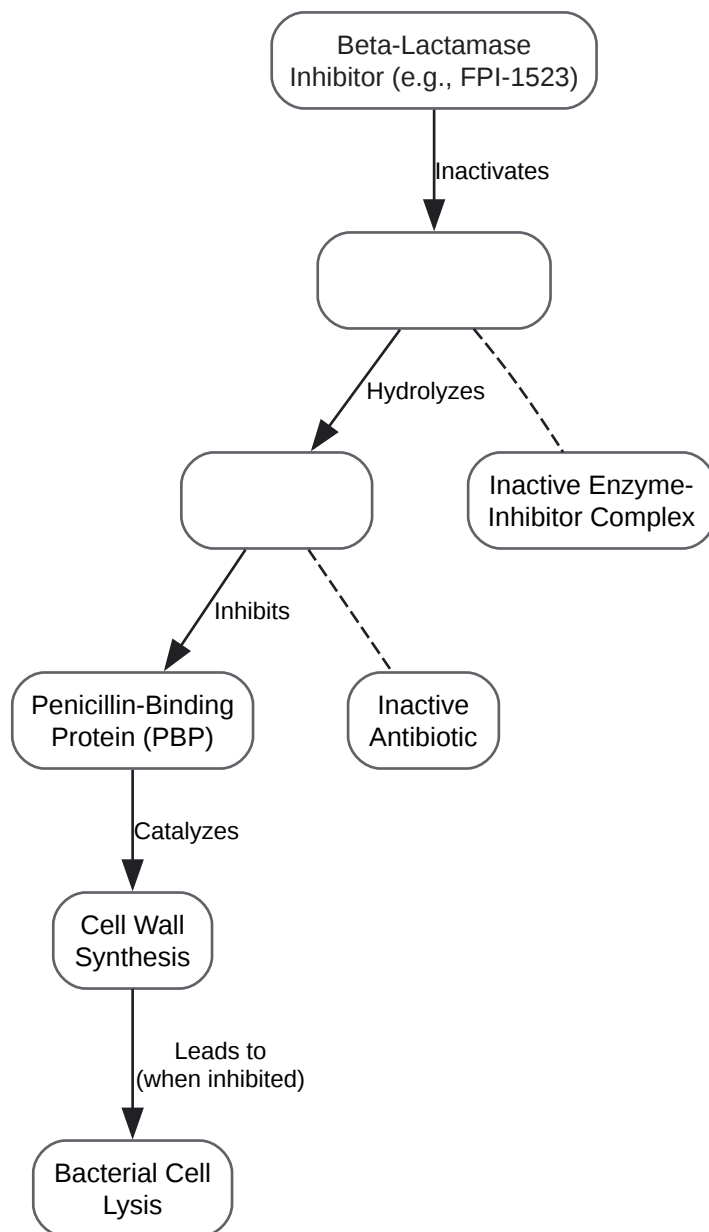 Beta-Lactamase
Inhibitor (e.g., FPI-1523)
Inactivates
Hydrolyzes
Inactive Enzyme-
Inhibitor Complex
Inhibits
Penicillin-Binding
Protein (PBP)
Inactive
Antibiotic
Catalyzes
Cell Wall
Synthesis
Leads to
(when inhibited)
Bacterial Cell
Lysis